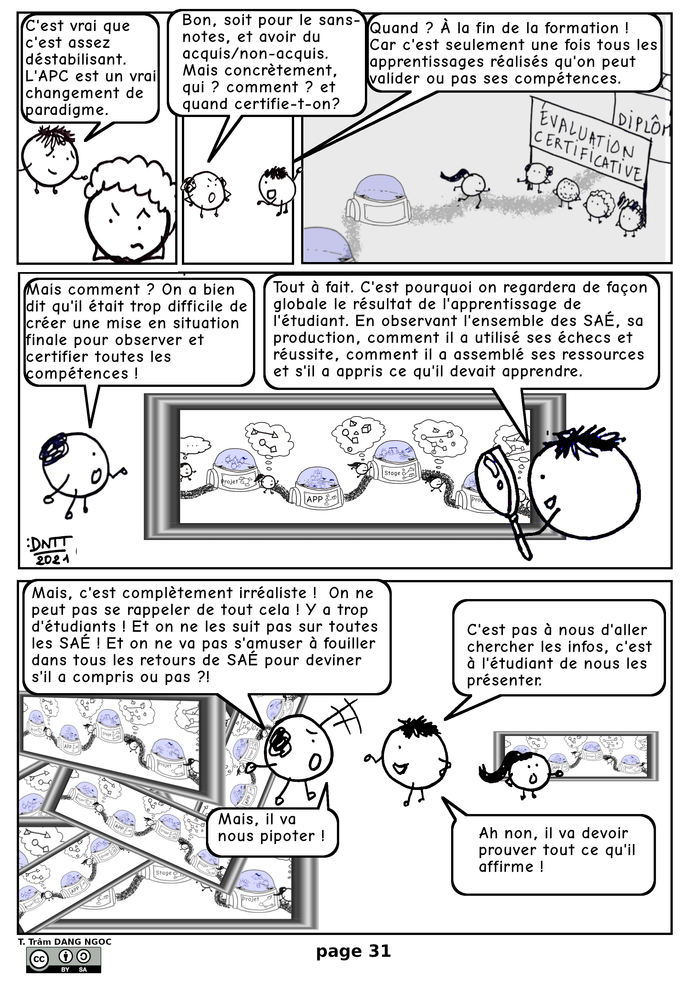 C'est vrai que
c'est assez
déstabilisant.
L'APC est un vrai
changement de
paradigme.
Bon, soit pour le sans-
notes, et avoir du
acquis/non-acquis.
Mais concrètement,
qui ? comment ? et
quand certifie-t-on?
Quand ? À la fin de la formation !
Car c'est seulement une fois tous les
apprentissages réalisés qu'on peut
valider ou pas ses compétences.
DIPLÔM
ÉVALUATION
CERTIFICATIVE
Mais comment ? On a bien
dit qu'il était trop difficile de
créer une mise en situation
finale pour observer et
certifier toutes les
compétences !
Tout à fait. C'est pourquoi on regardera de façon
globale le résultat de l'apprentissage de
l'étudiant. En observant l'ensemble des SAÉ, sa
production, comment il a utilisé ses échecs et
réussite, comment il a assemblé ses ressources
et s'il a appris ce qu'il devait apprendre.
Projet
APP
Stage
Pro
:DNTT
2021
Mais, c'est complètement irréaliste ! On ne
peut pas se rappeler de tout cela ! Y a trop
d'étudiants ! Et on ne les suit pas sur toutes
les SAÉ ! Et on ne va pas s'amuser à fouiller
dans tous les retours de SAÉ pour deviner
s'il a compris ou pas ?!
C'est pas à nous d'aller
chercher les infos, c'est
à l'étudiant de nous les
présenter.
APP
Projet
APP
Stage
Projet
Mais, il va
nous pipoter !
Ah non, il va devoir
prouver tout ce qu'il
affirme !
T. Trâm DANG NGOC
CC BY SA
page 31